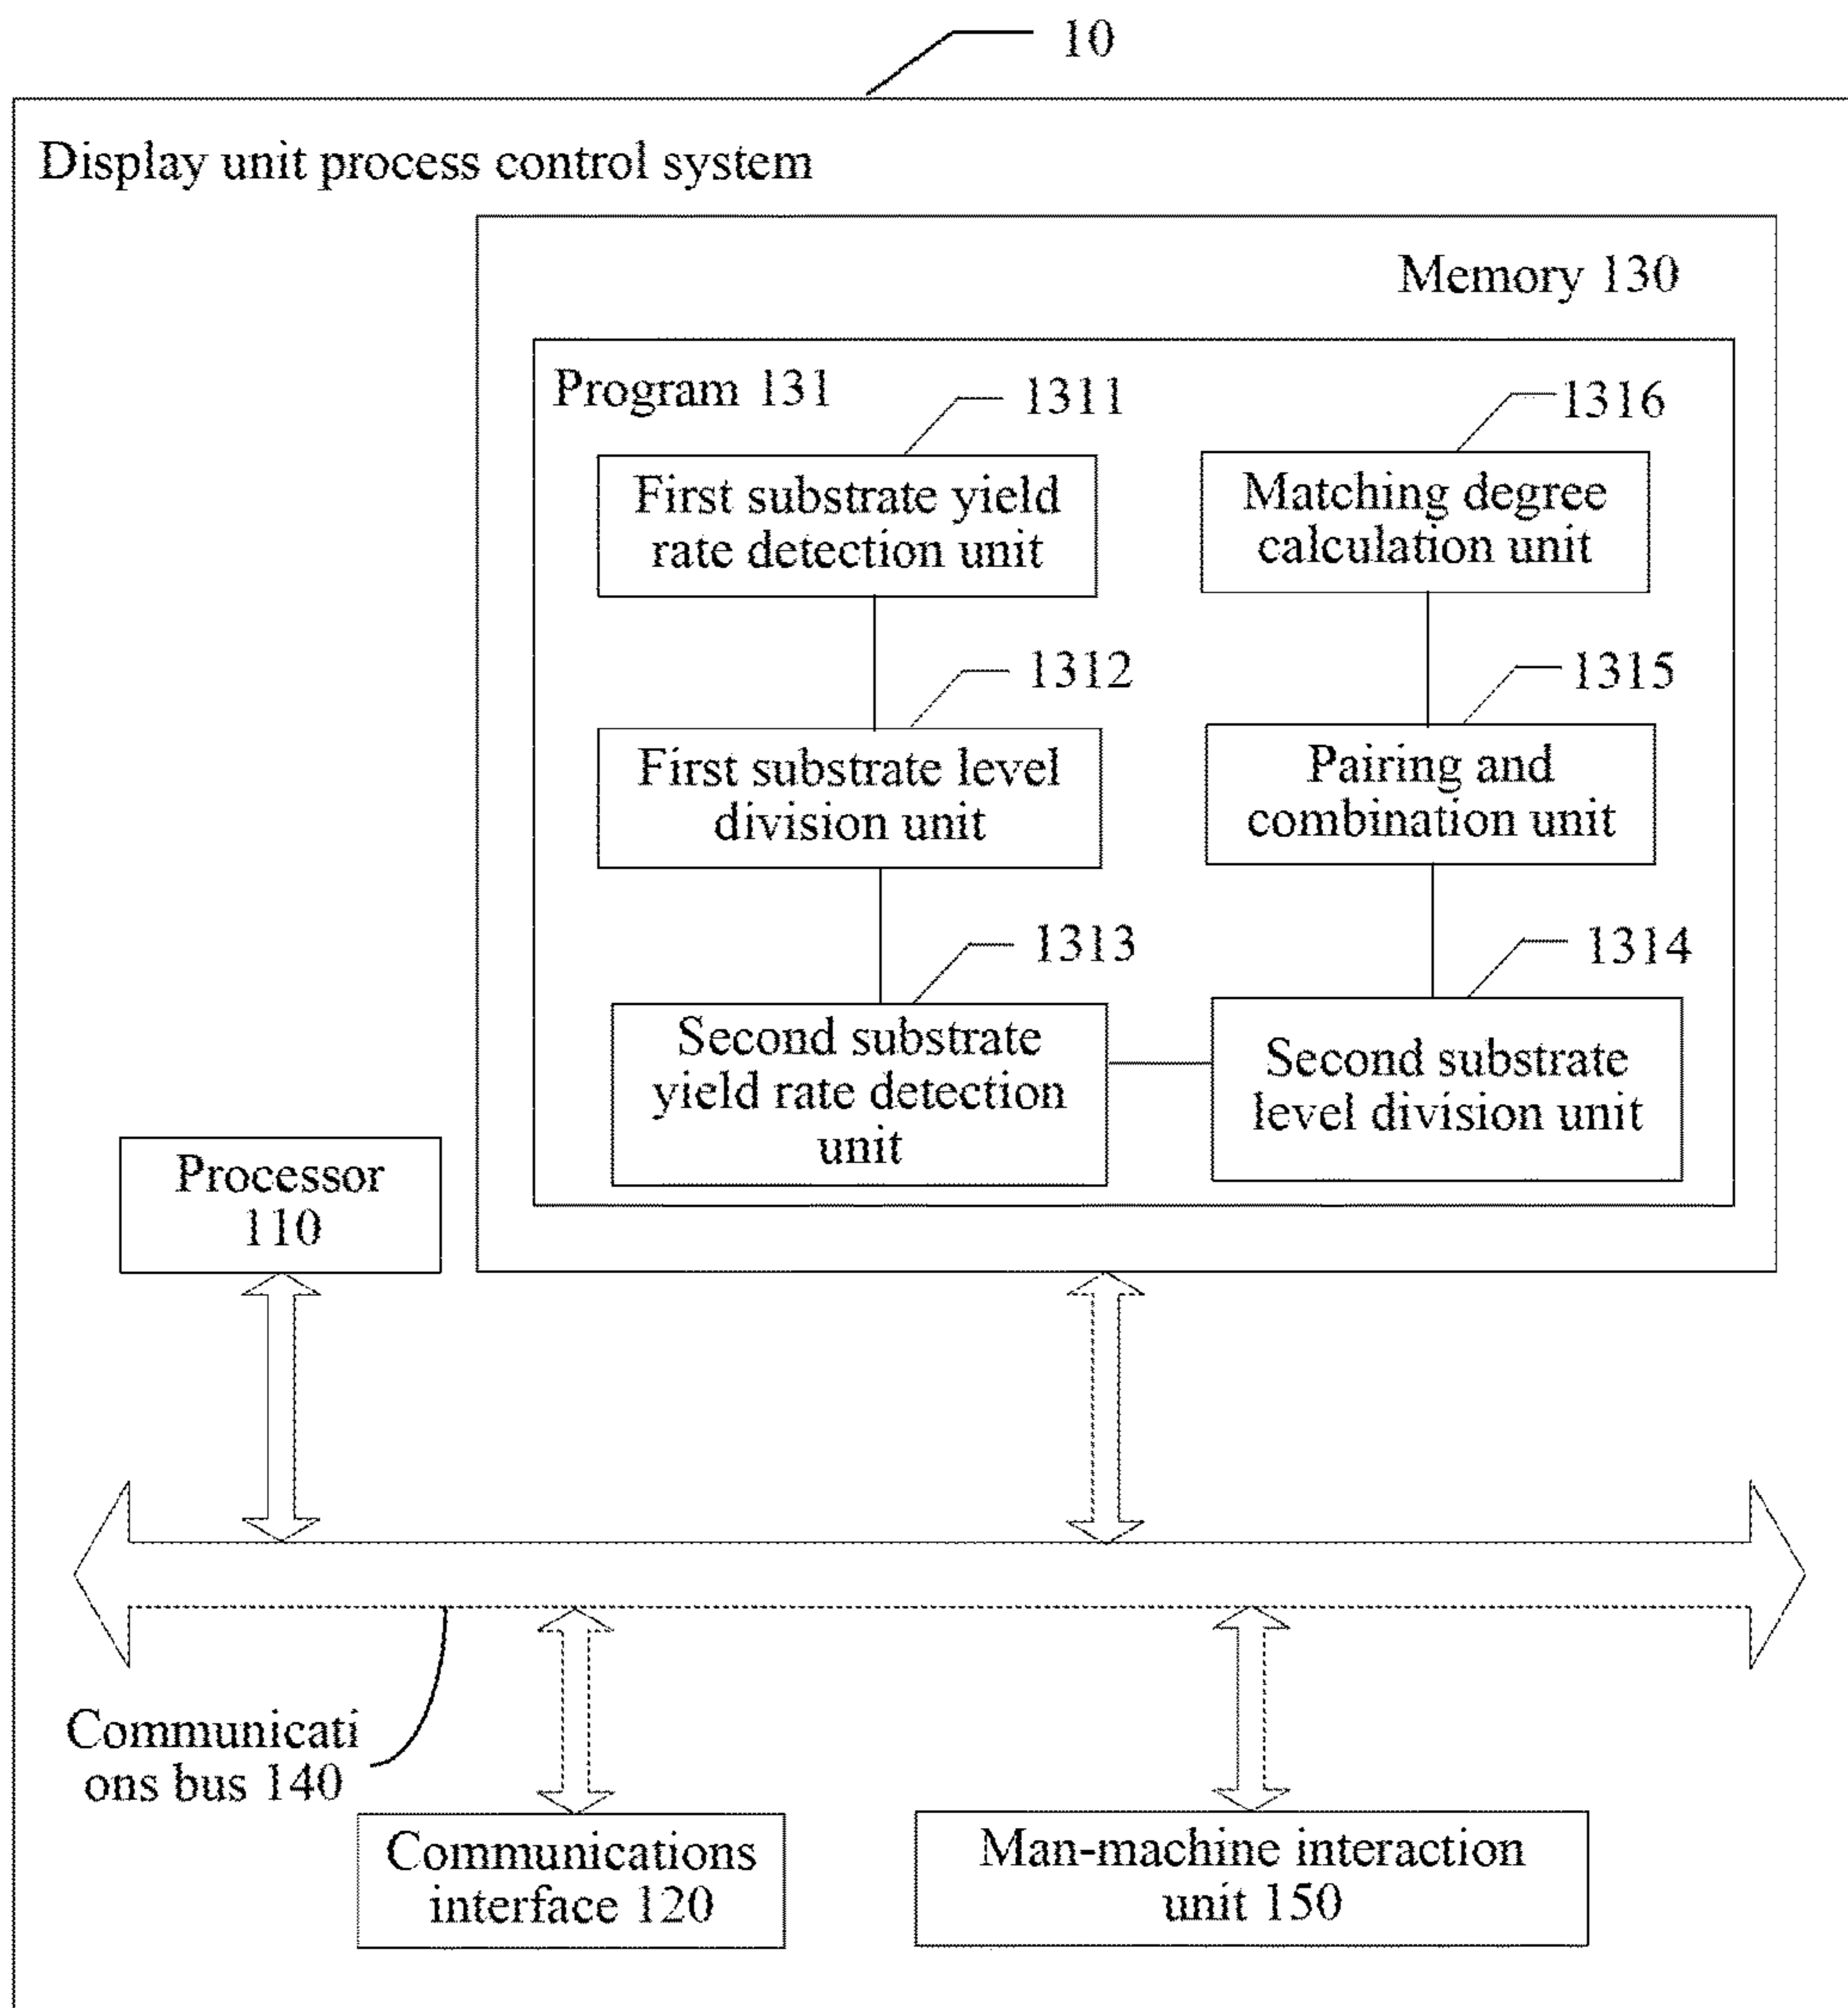 10
Display unit process control system
Memory 130
Program 131
1311
1316
First substrate yield
rate detection unit
Matching degree
calculation unit
1312
1315
First substrate level
division unit
Pairing and
combination unit
1313
1314
Second substrate
yield rate detection
unit
Second substrate
level division unit
Processor
110
Communicati
ons bus 140
Communications
interface 120
Man-machine interaction
unit 150